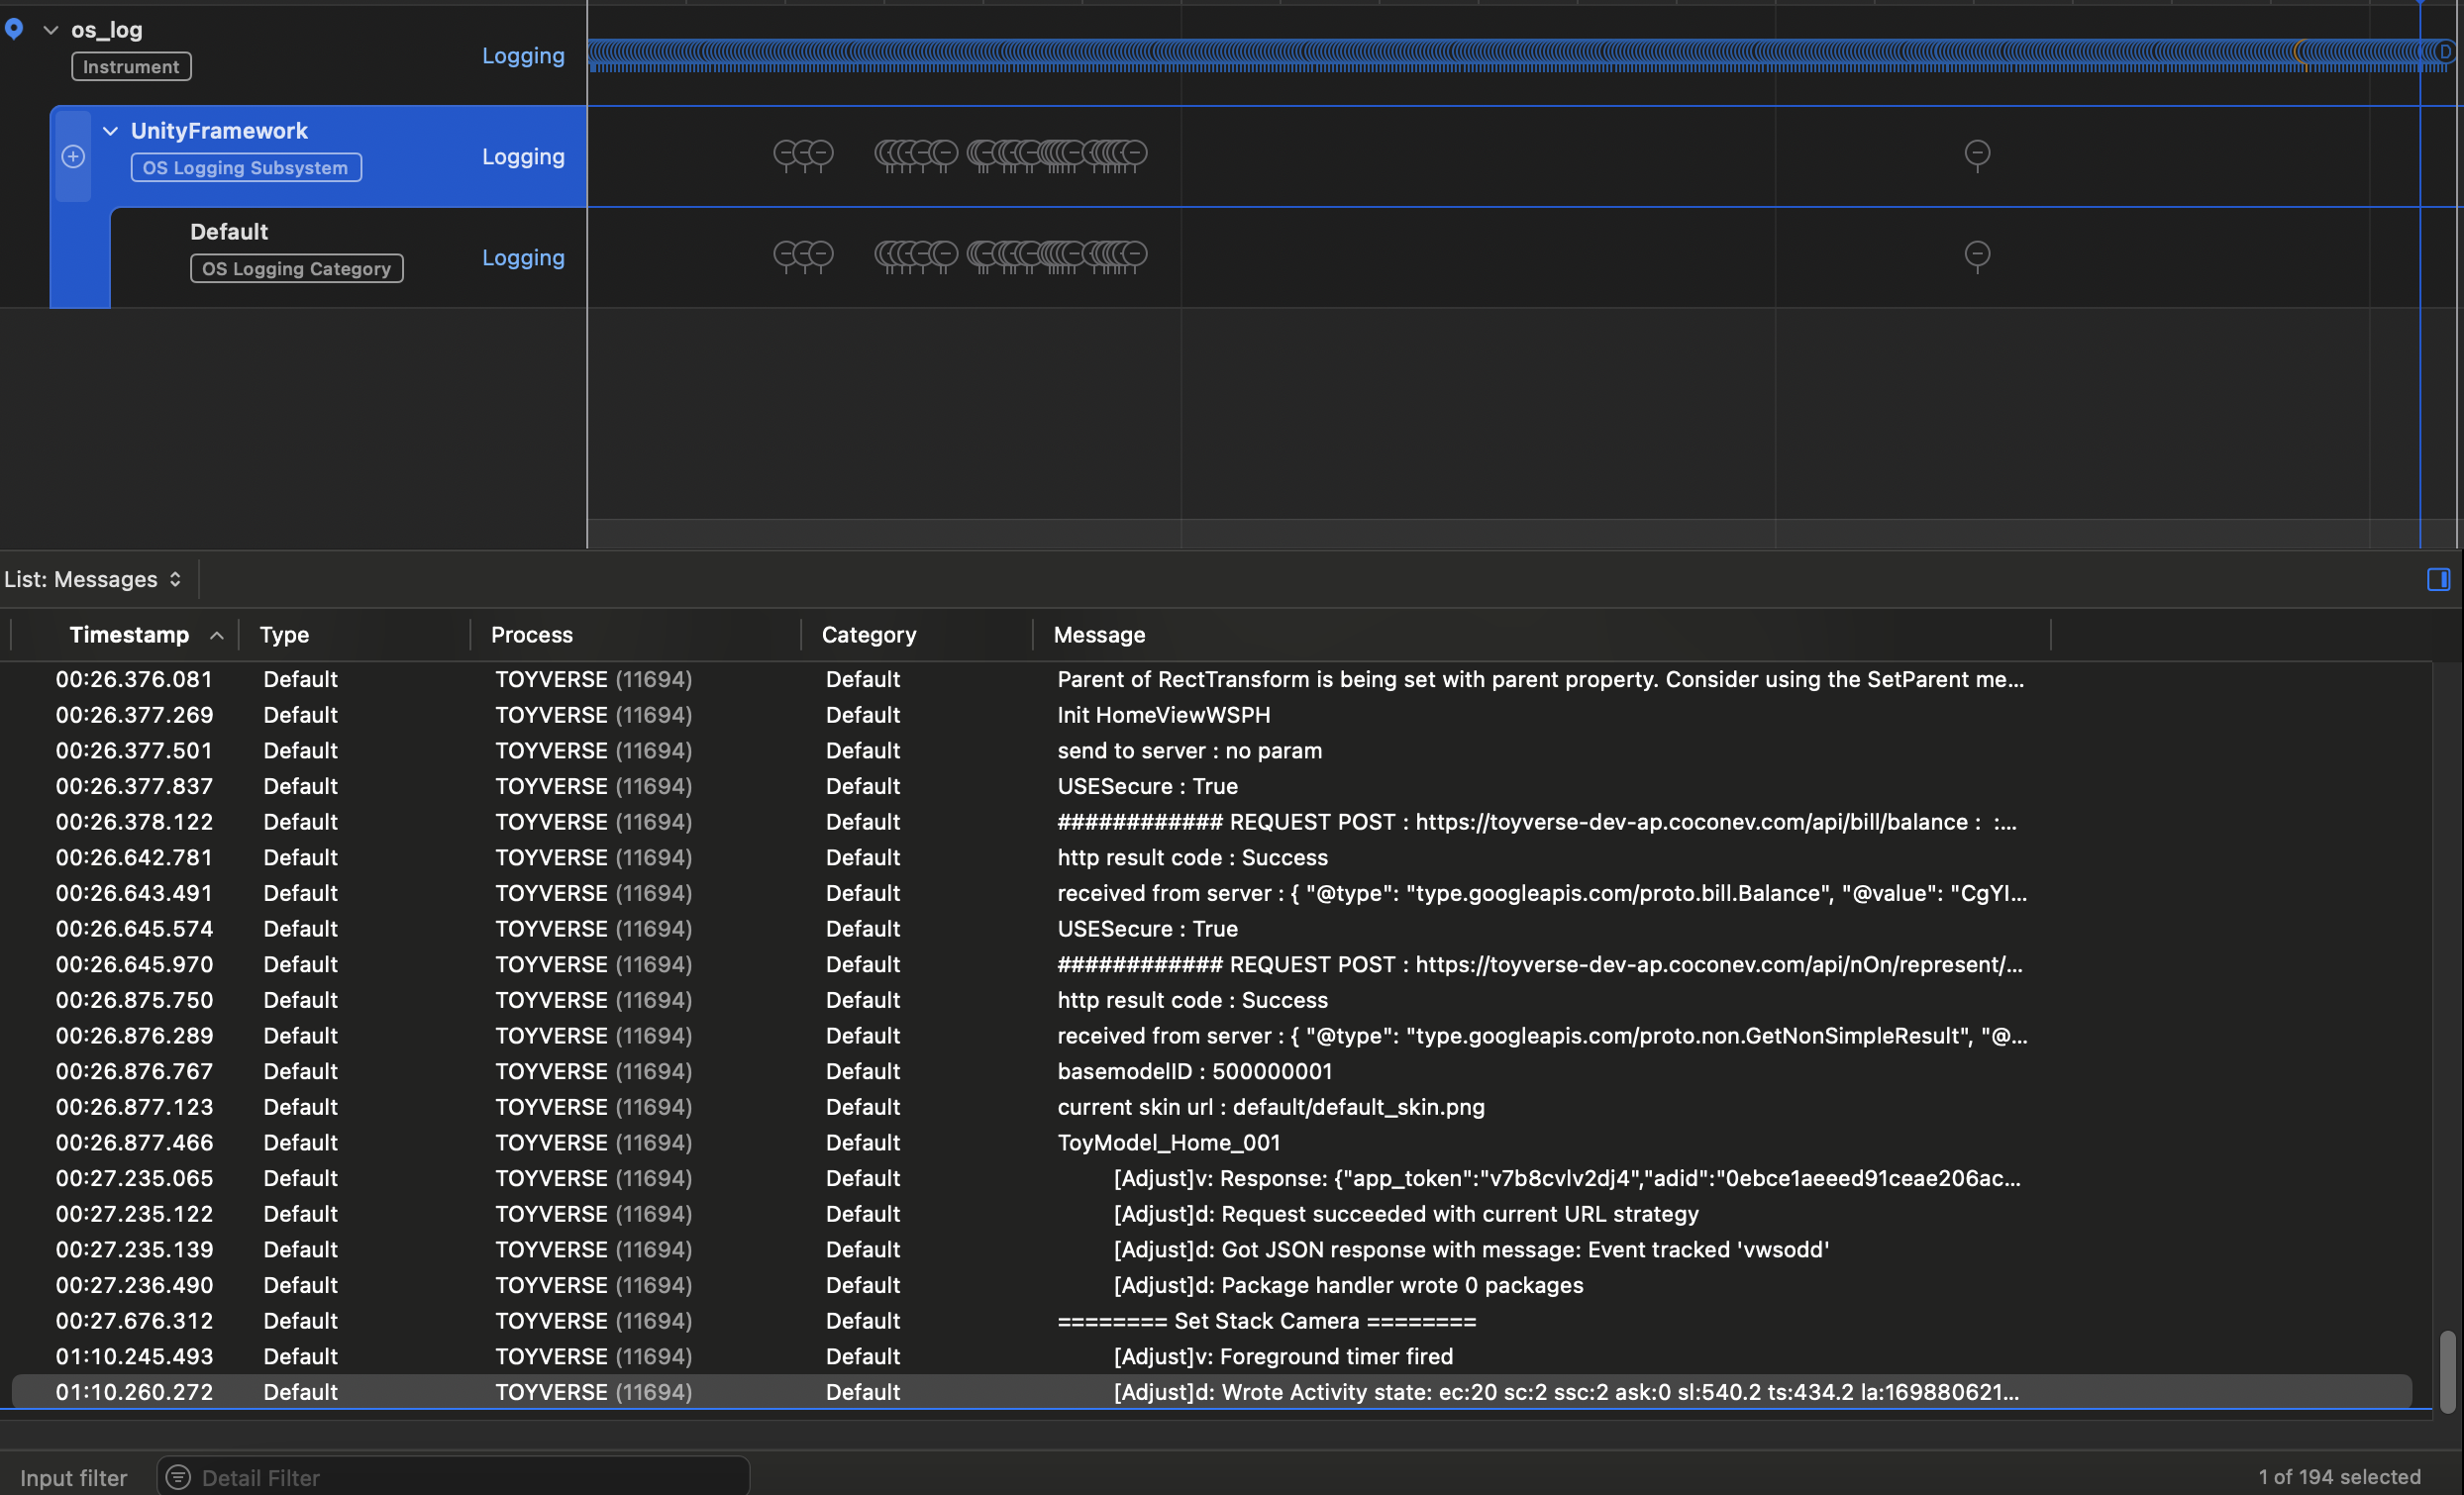 os_log
Instrument
Logging
D
UnityFramework
OS Logging Subsystem
Logging
Default
OS Logging Category
Logging
List: Messages
Timestamp Type Process Category Message
00:26.376.081 Default TOYVERSE (11694) Default Parent of RectTransform is being set with parent property. Consider using the SetParent me...
00:26.377.269 Default TOYVERSE (11694) Default Init HomeViewWSPH
00:26.377.501 Default TOYVERSE (11694) Default send to server : no param
00:26.377.837 Default TOYVERSE (11694) Default USESecure : True
00:26.378.122 Default TOYVERSE (11694) Default ############ REQUEST POST : https://toyverse-dev-ap.coconev.com/api/bill/balance :  :...
00:26.642.781 Default TOYVERSE (11694) Default http result code : Success
00:26.643.491 Default TOYVERSE (11694) Default received from server : { "@type": "type.googleapis.com/proto.bill.Balance", "@value": "CgYI...
00:26.645.574 Default TOYVERSE (11694) Default USESecure : True
00:26.645.970 Default TOYVERSE (11694) Default ############ REQUEST POST : https://toyverse-dev-ap.coconev.com/api/nOn/represent/...
00:26.875.750 Default TOYVERSE (11694) Default http result code : Success
00:26.876.289 Default TOYVERSE (11694) Default received from server : { "@type": "type.googleapis.com/proto.non.GetNonSimpleResult", "@...
00:26.876.767 Default TOYVERSE (11694) Default basemodelID : 500000001
00:26.877.123 Default TOYVERSE (11694) Default current skin url : default/default_skin.png
00:26.877.466 Default TOYVERSE (11694) Default ToyModel_Home_001
00:27.235.065 Default TOYVERSE (11694) Default [Adjust]v: Response: {"app_token":"v7b8cvlv2dj4","adid":"0ebce1aeeed91ceae206ac...
00:27.235.122 Default TOYVERSE (11694) Default [Adjust]d: Request succeeded with current URL strategy
00:27.235.139 Default TOYVERSE (11694) Default [Adjust]d: Got JSON response with message: Event tracked 'vwsodd'
00:27.236.490 Default TOYVERSE (11694) Default [Adjust]d: Package handler wrote 0 packages
00:27.676.312 Default TOYVERSE (11694) Default ======== Set Stack Camera ========
01:10.245.493 Default TOYVERSE (11694) Default [Adjust]v: Foreground timer fired
01:10.260.272 Default TOYVERSE (11694) Default [Adjust]d: Wrote Activity state: ec:20 sc:2 ssc:2 ask:0 sl:540.2 ts:434.2 la:169880621...
Input filter Detail Filter 1 of 194 selected